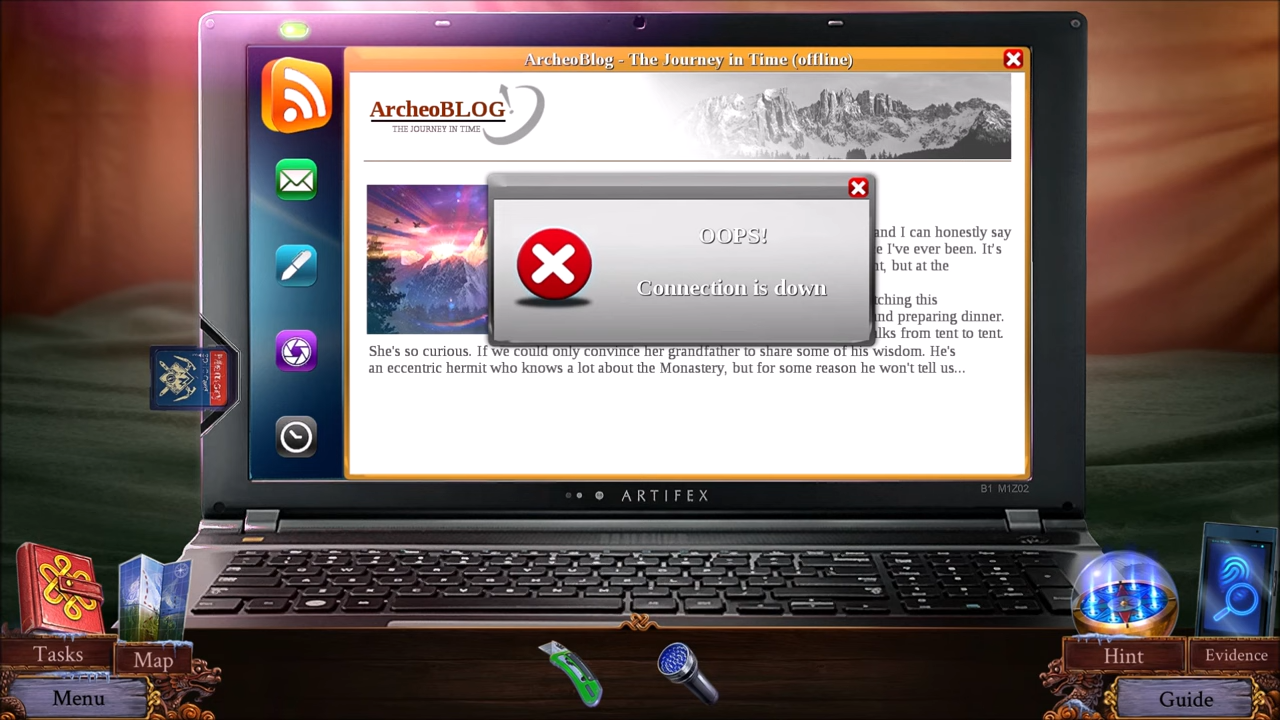 ArcheoBlog - The Journey in Time (offline)
ArcheoBLOG
THE JOURNEY IN TIME
OOPS!
Connection is down
and I can honestly say
e I've ever been. It's
nt, but at the
tching this
and preparing dinner.
alks from tent to tent.
She's so curious. If we could only convince her grandfather to share some of his wisdom. He's
an eccentric hermit who knows a lot about the Monastery, but for some reason he won't tell us...
B1 M1Z02
ARTIFEX
Tasks
Map
Menu
Hint
Evidence
Guide